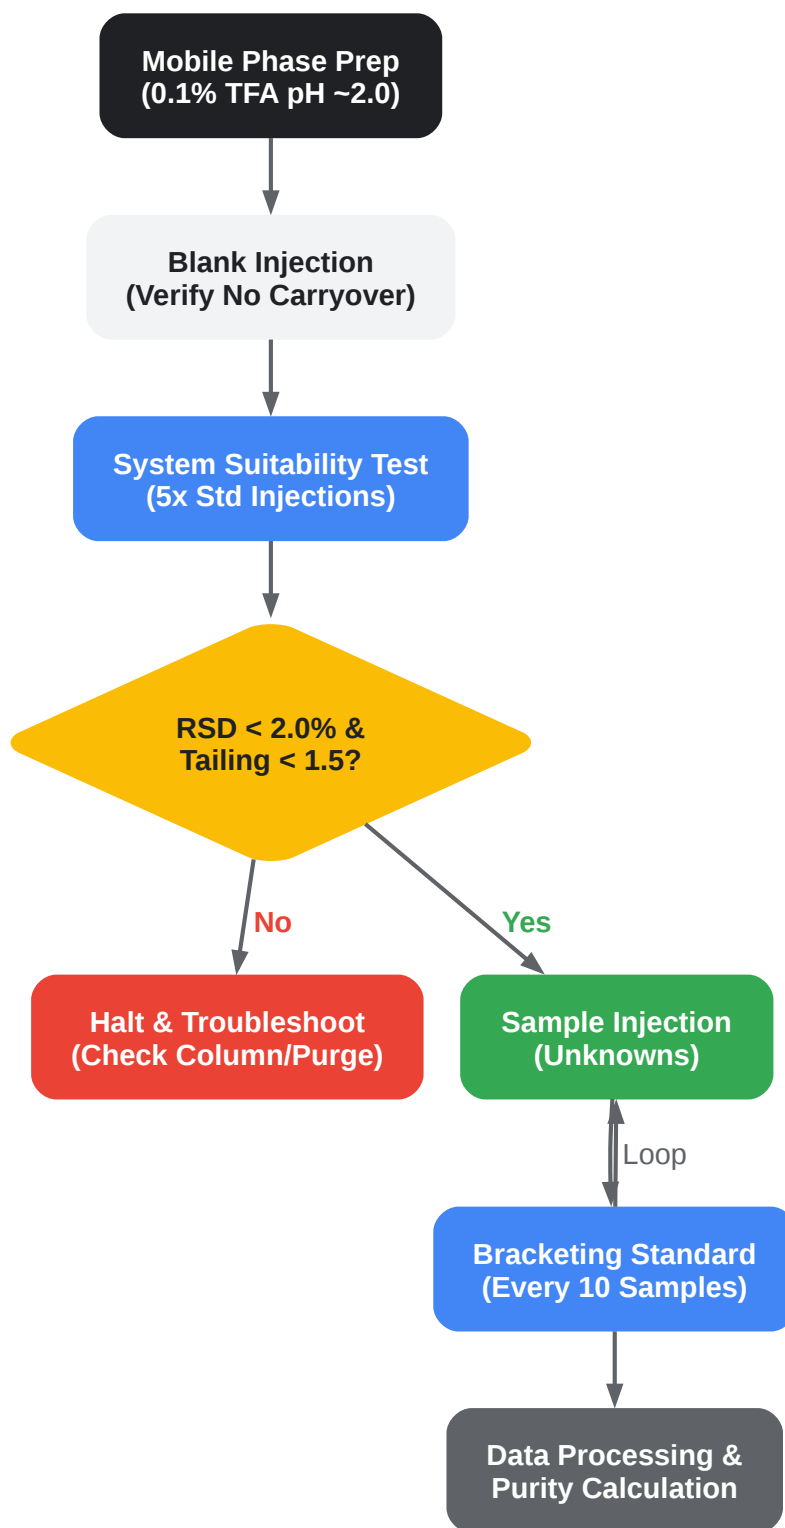 Mobile Phase Prep
(0.1% TFA pH ~2.0)
Blank Injection
(Verify No Carryover)
System Suitability Test
(5x Std Injections)
RSD < 2.0% &
Tailing < 1.5?
No
Yes
Halt & Troubleshoot
(Check Column/Purge)
Sample Injection
(Unknowns)
Loop
Bracketing Standard
(Every 10 Samples)
Data Processing &
Purity Calculation